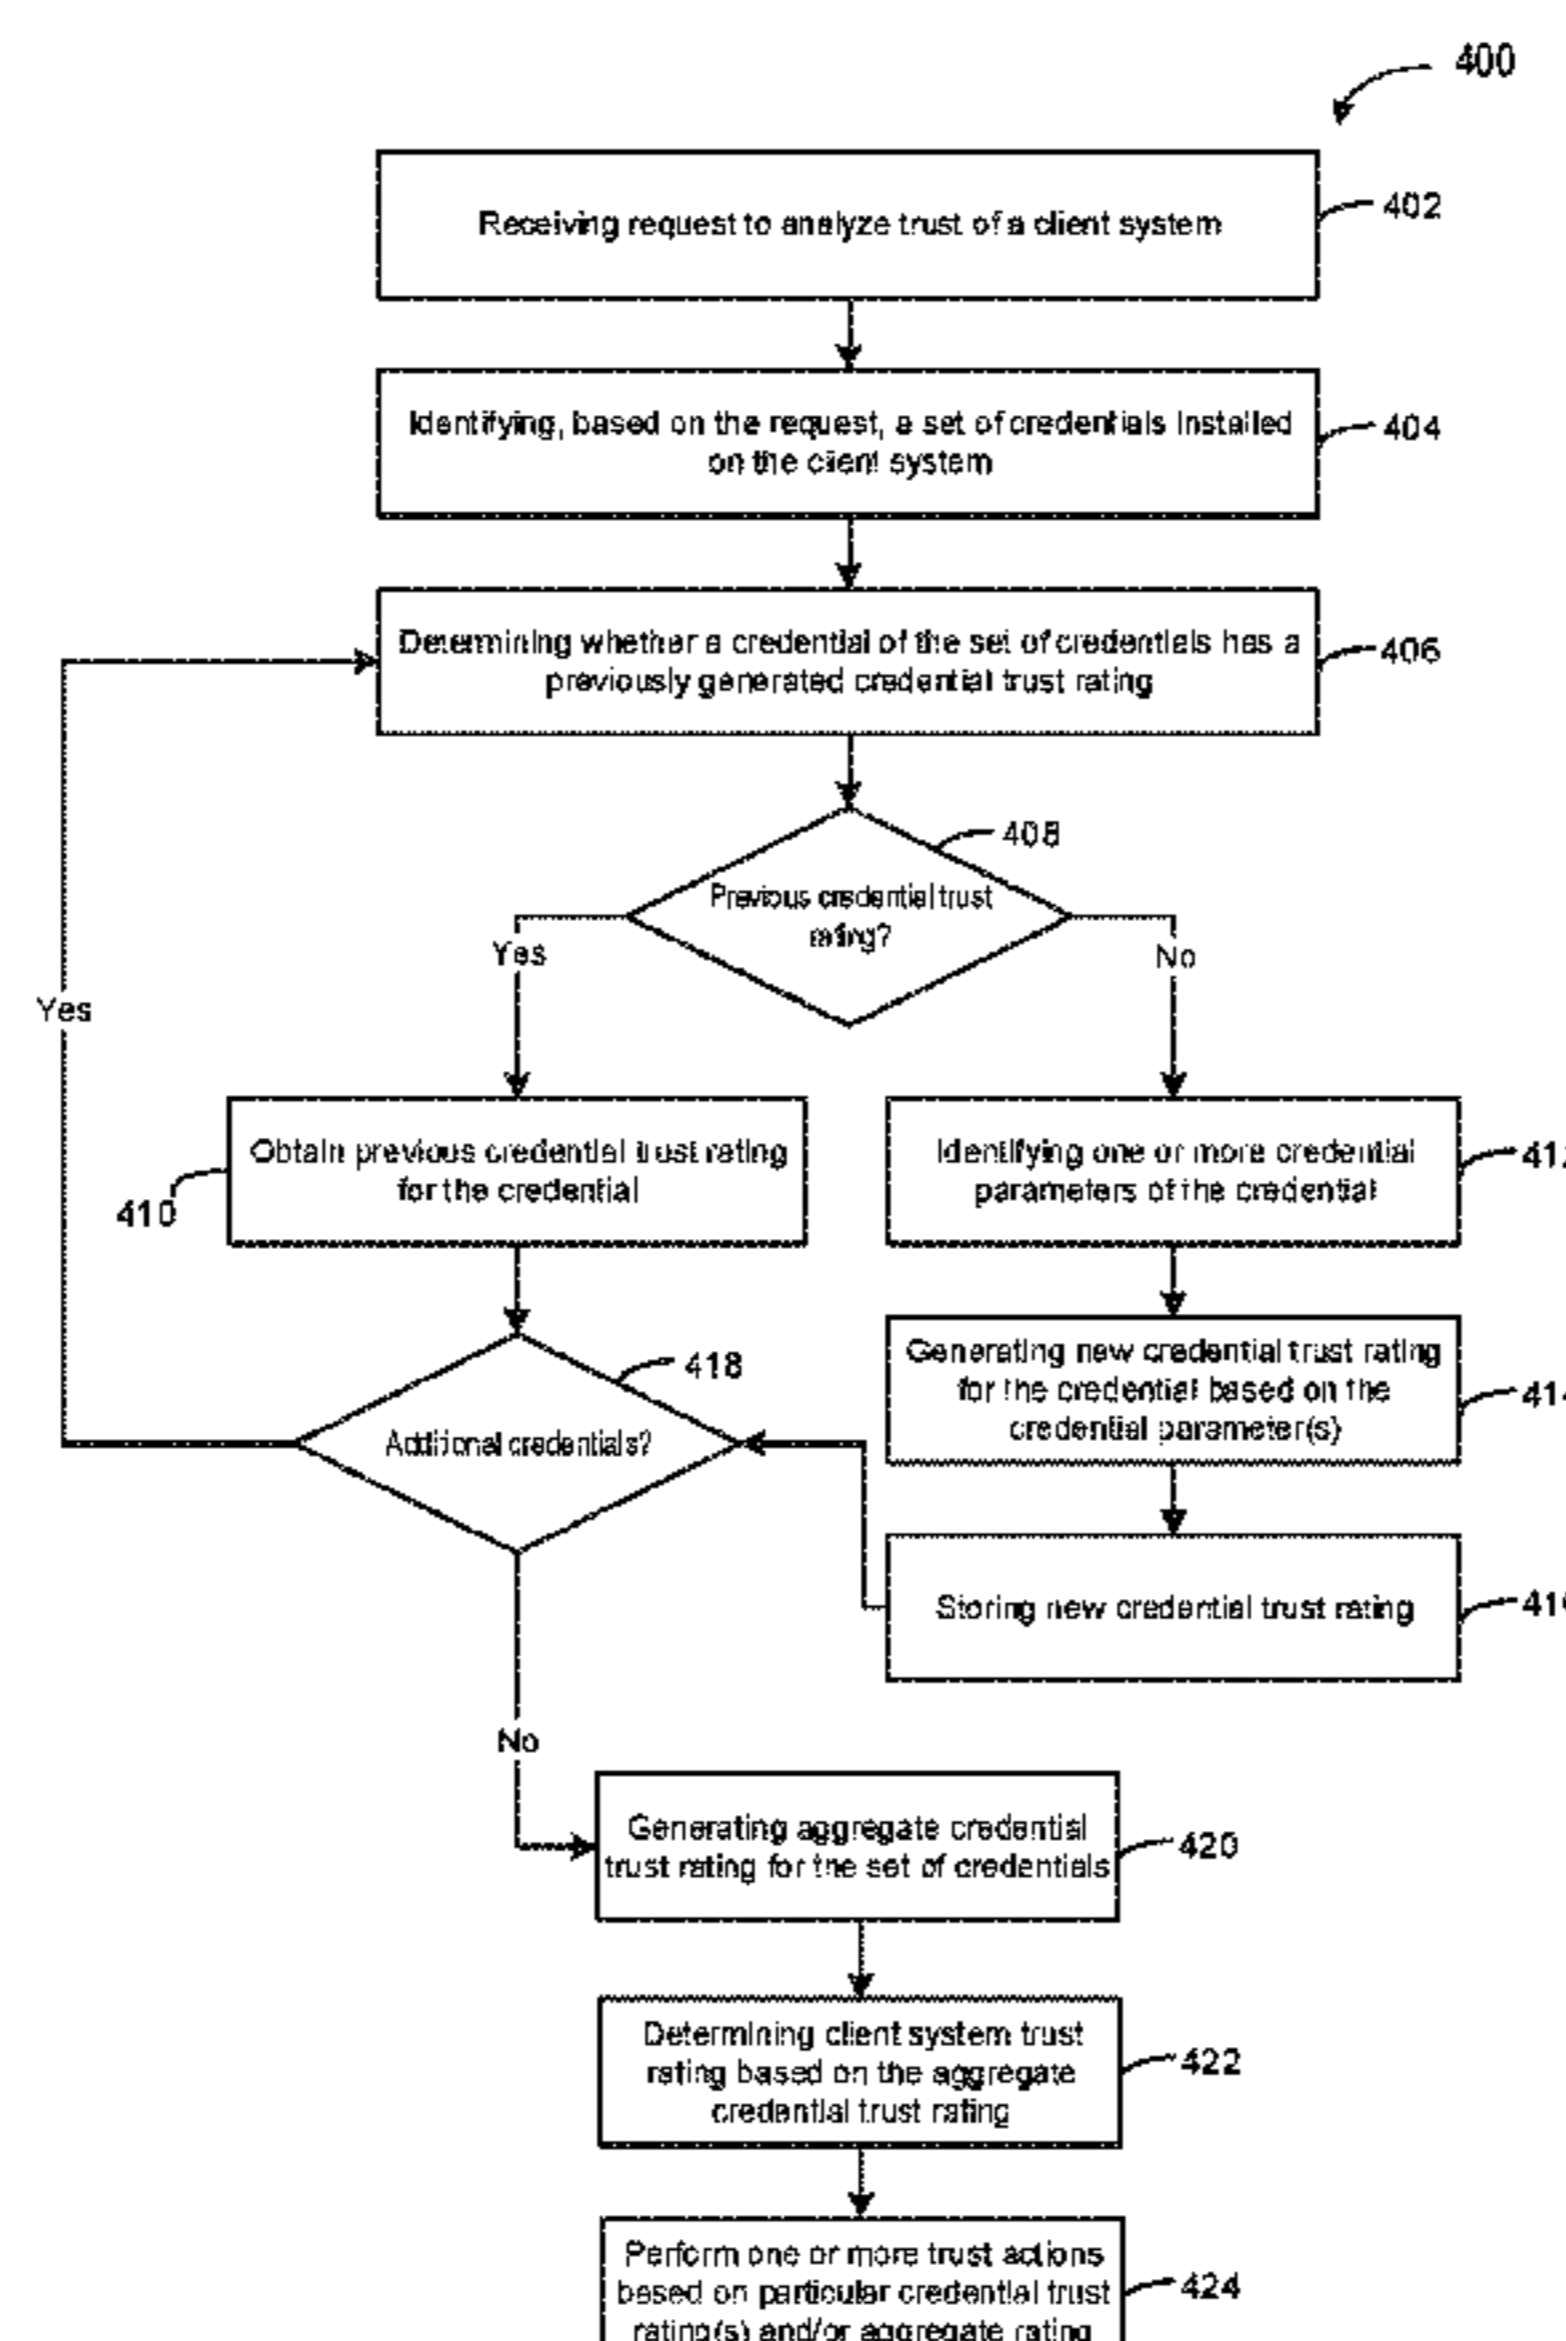 400
Receiving request to analyze trust of a client system
402
Identifying, based on the request, a set of credentials installed
on the client system
404
Determining whether a credential of the set of credentials has a
previously generated credential trust rating
406
408
Previous credential trust
rating?
Yes
No
Yes
Obtain previous credential trust rating
for the credential
410
Identifying one or more credential
parameters of the credential
Generating new credential trust rating
for the credential based on the
credential parameter(s)
418
Additional credentials?
Storing new credential trust rating
No
Generating aggregate credential
trust rating for the set of credentials
420
Determining client system trust
rating based on the aggregate
credential trust rating
422
Perform one or more trust actions
based on particular credential trust
rating(s) and/or aggregate rating
424